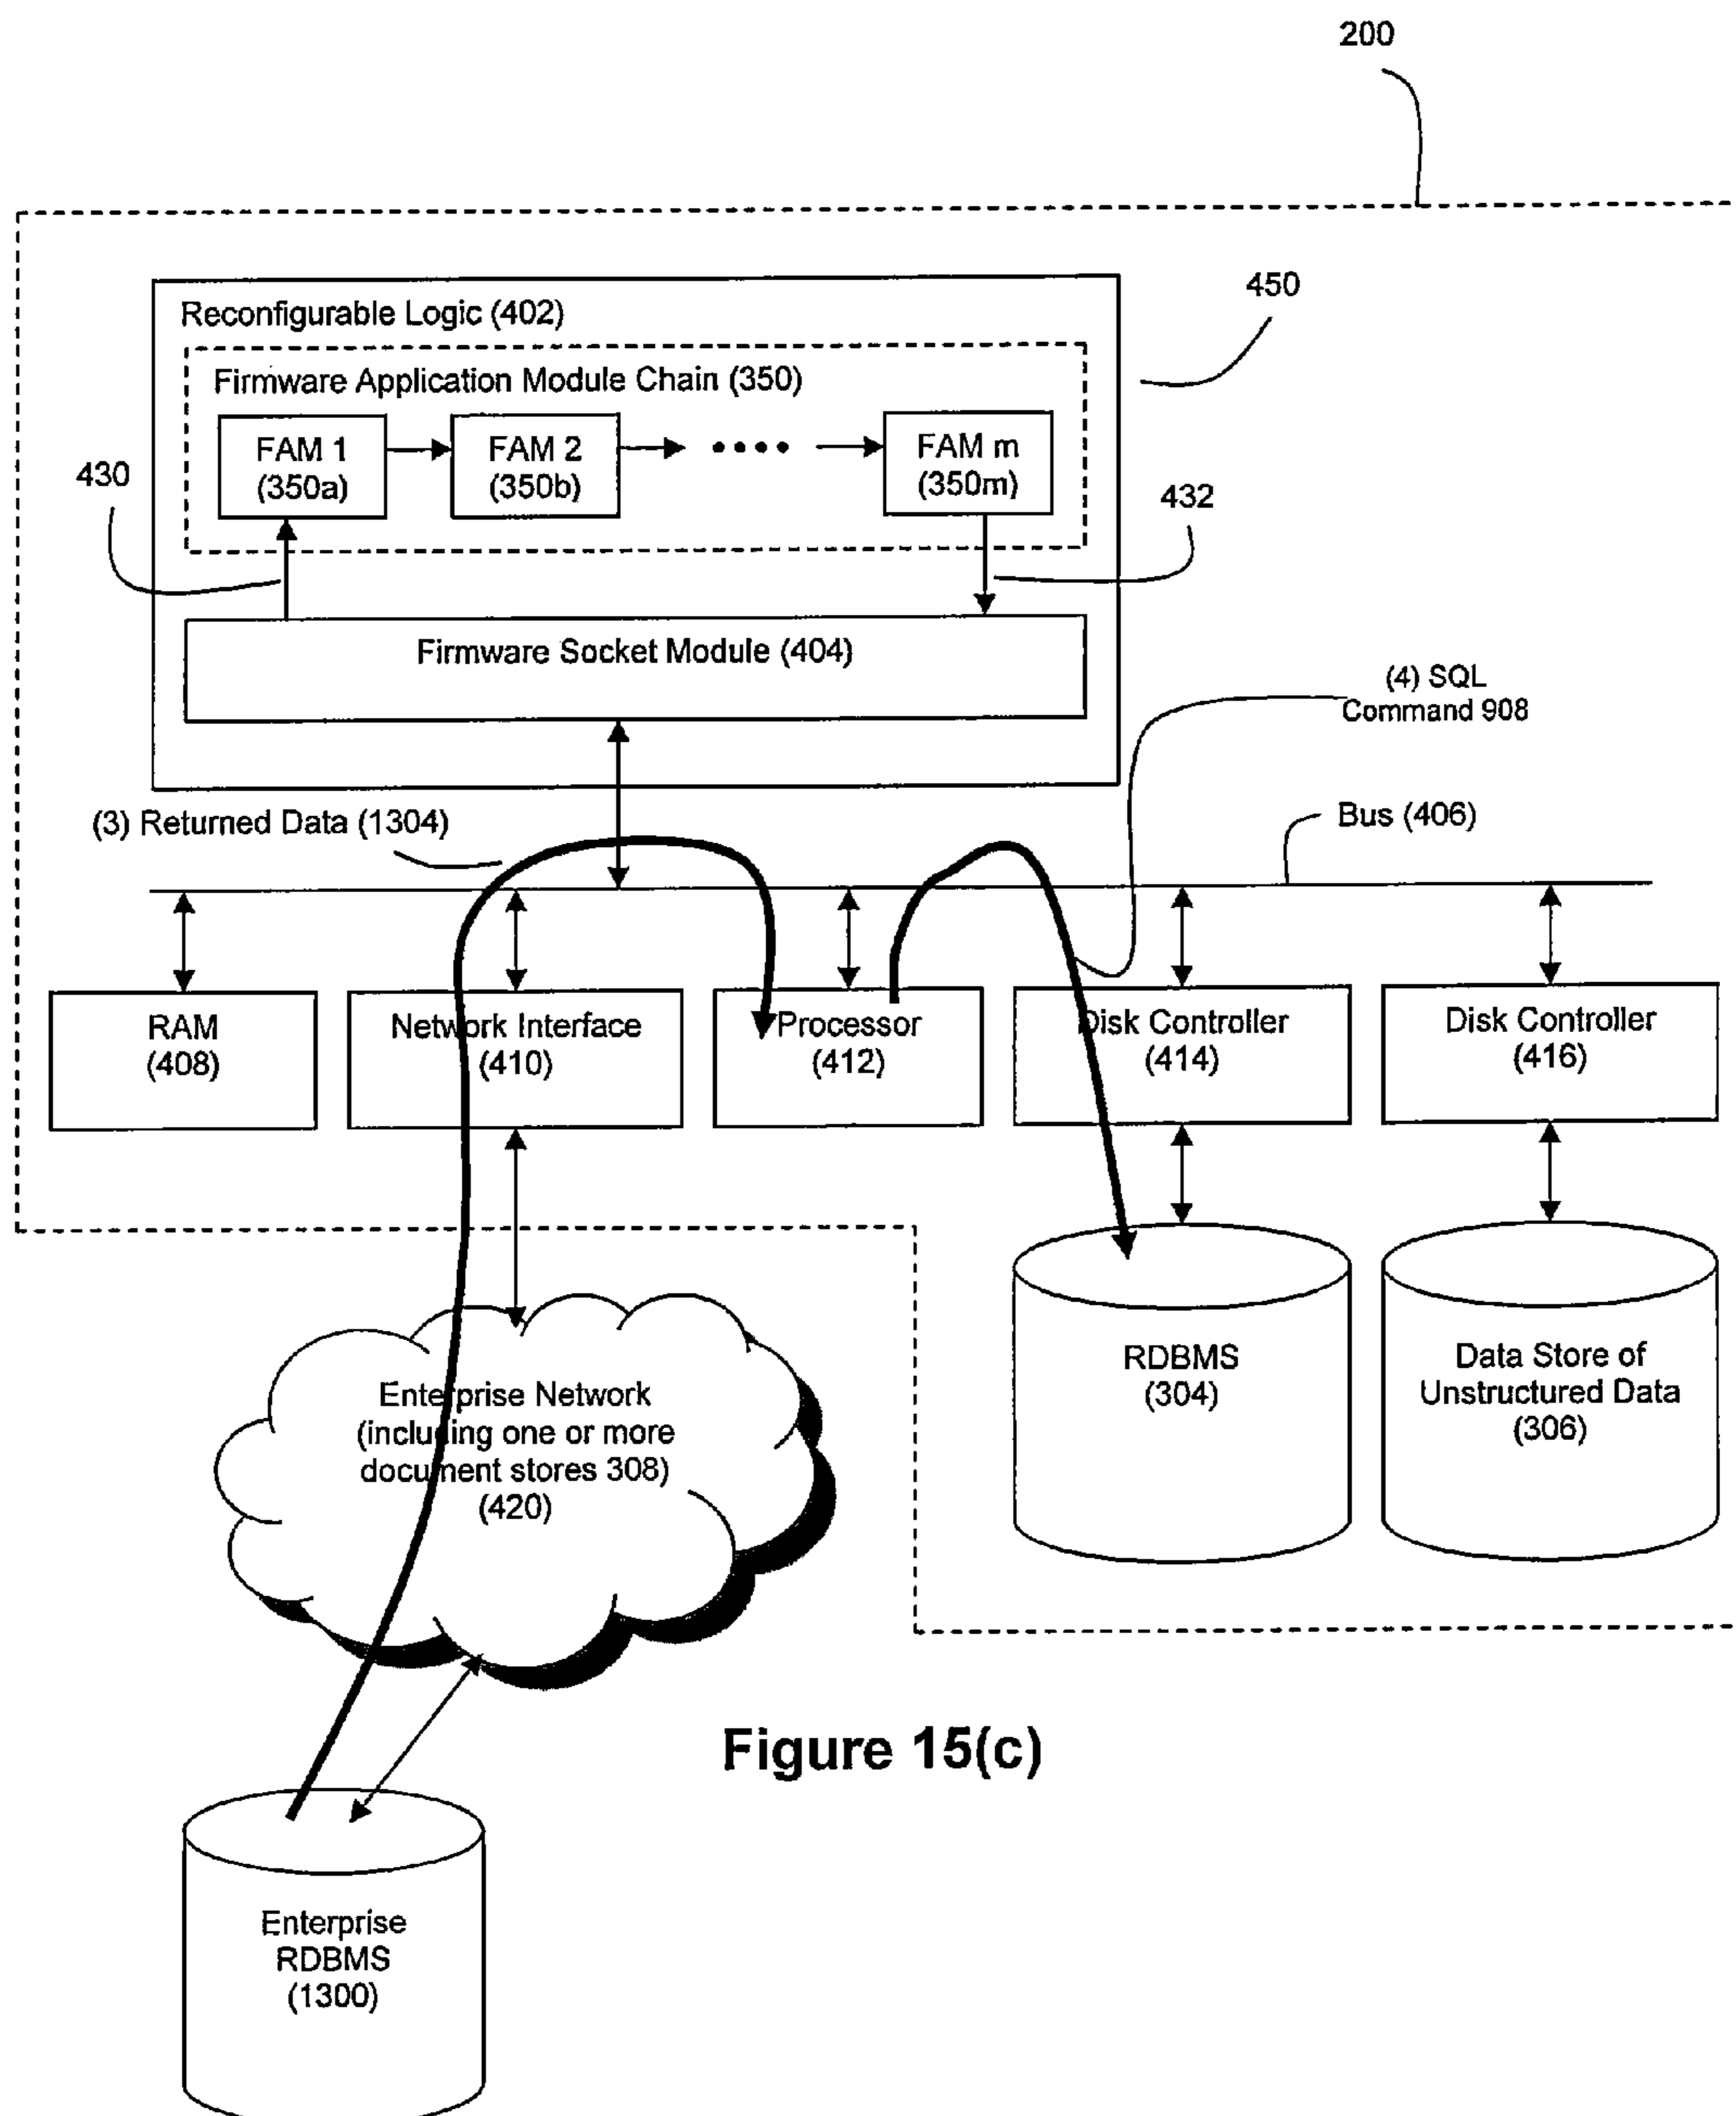 200
450
Reconfigurable Logic (402)
Firmware Application Module Chain (350)
FAM 1
(350a)
FAM 2
(350b)
••••
FAM m
(350m)
430
432
Firmware Socket Module (404)
(4) SQL
Command 908
(3) Returned Data (1304)
Bus (406)
RAM
(408)
Network Interface
(410)
Processor
(412)
Disk Controller
(414)
Disk Controller
(416)
Enterprise Network
(including one or more
document stores 308)
(420)
RDBMS
(304)
Data Store of
Unstructured Data
(306)
Figure 15(c)
Enterprise
RDBMS
(1300)